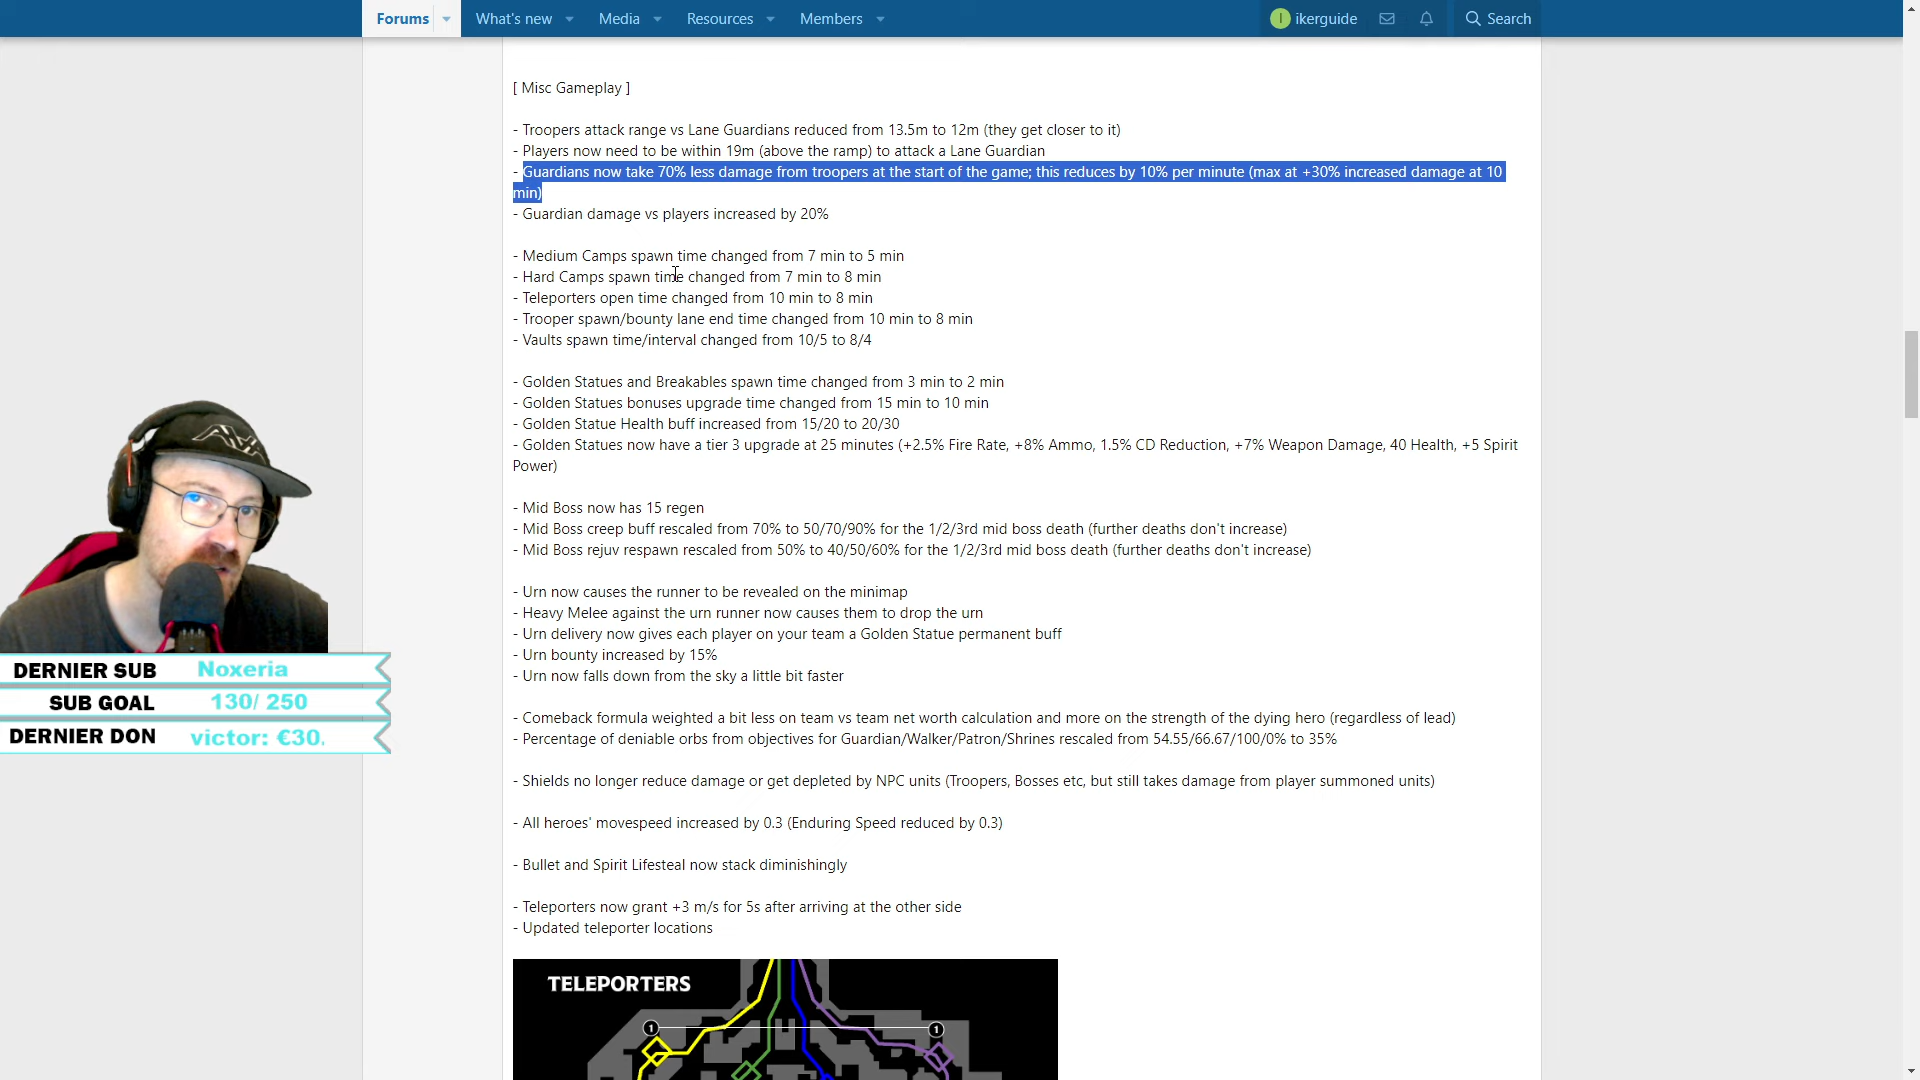 Forums What's new Media Resources Members ikerguide Search
[ Misc Gameplay ]
- Troopers attack range vs Lane Guardians reduced from 13.5m to 12m (they get closer to it)
- Players now need to be within 19m (above the ramp) to attack a Lane Guardian
- Guardians now take 70% less damage from troopers at the start of the game; this reduces by 10% per minute (max at +30% increased damage at 10
min)
- Guardian damage vs players increased by 20%
- Medium Camps spawn time changed from 7 min to 5 min
- Hard Camps spawn time changed from 7 min to 8 min
- Teleporters open time changed from 10 min to 8 min
- Trooper spawn/bounty lane end time changed from 10 min to 8 min
- Vaults spawn time/interval changed from 10/5 to 8/4
- Golden Statues and Breakables spawn time changed from 3 min to 2 min
- Golden Statues bonuses upgrade time changed from 15 min to 10 min
- Golden Statue Health buff increased from 15/20 to 20/30
- Golden Statues now have a tier 3 upgrade at 25 minutes (+2.5% Fire Rate, +8% Ammo, 1.5% CD Reduction, +7% Weapon Damage, 40 Health, +5 Spirit
Power)
- Mid Boss now has 15 regen
- Mid Boss creep buff rescaled from 70% to 50/70/90% for the 1/2/3rd mid boss death (further deaths don't increase)
- Mid Boss rejuv respawn rescaled from 50% to 40/50/60% for the 1/2/3rd mid boss death (further deaths don't increase)
- Urn now causes the runner to be revealed on the minimap
- Heavy Melee against the urn runner now causes them to drop the urn
- Urn delivery now gives each player on your team a Golden Statue permanent buff
- Urn bounty increased by 15%
- Urn now falls down from the sky a little bit faster
- Comeback formula weighted a bit less on team vs team net worth calculation and more on the strength of the dying hero (regardless of lead)
- Percentage of deniable orbs from objectives for Guardian/Walker/Patron/Shrines rescaled from 54.55/66.67/100/0% to 35%
- Shields no longer reduce damage or get depleted by NPC units (Troopers, Bosses etc, but still takes damage from player summoned units)
- All heroes' movespeed increased by 0.3 (Enduring Speed reduced by 0.3)
- Bullet and Spirit Lifesteal now stack diminishingly
- Teleporters now grant +3 m/s for 5s after arriving at the other side
- Updated teleporter locations
TELEPORTERS
1 1
DERNIER SUB Noxeria
SUB GOAL 130/ 250
DERNIER DON victor: €30.